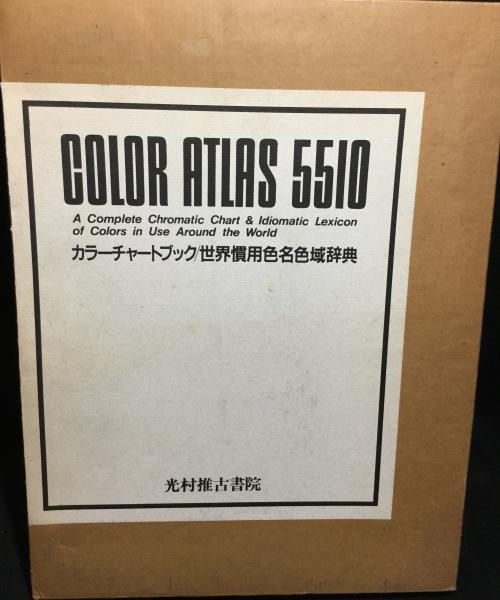 COLOR ATLAS 5510
A Complete Chromatic Chart & Idiomatic Lexicon
of Colors in Use Around the World
カラーチャートブック/世界慣用色名色域辞典
光村推古書院